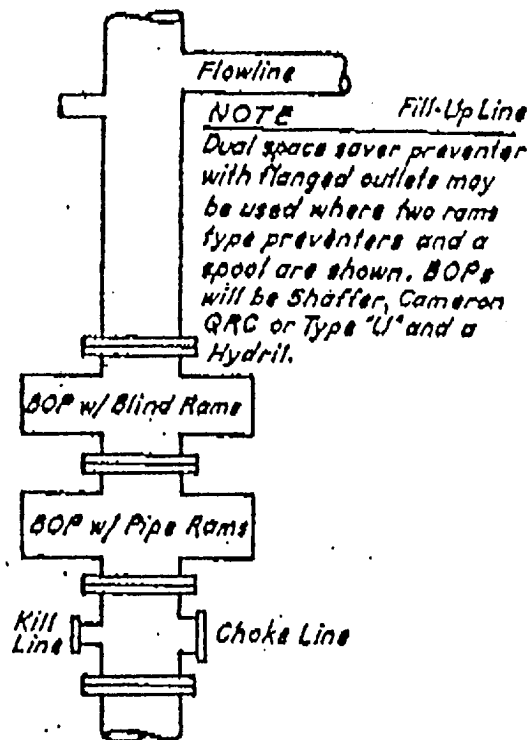 Flowline
NOTE
Fill-Up Line
Dual space saver preventer
with flanged outlets may
be used where two rams
type preventers and a
spool are shown. BOPs
will be Shaffer, Cameron
QRC or Type "U" and a
Hydril.
BOP w/ Blind Rams
BOP w/ Pipe Rams
Kill
Line
Choke Line